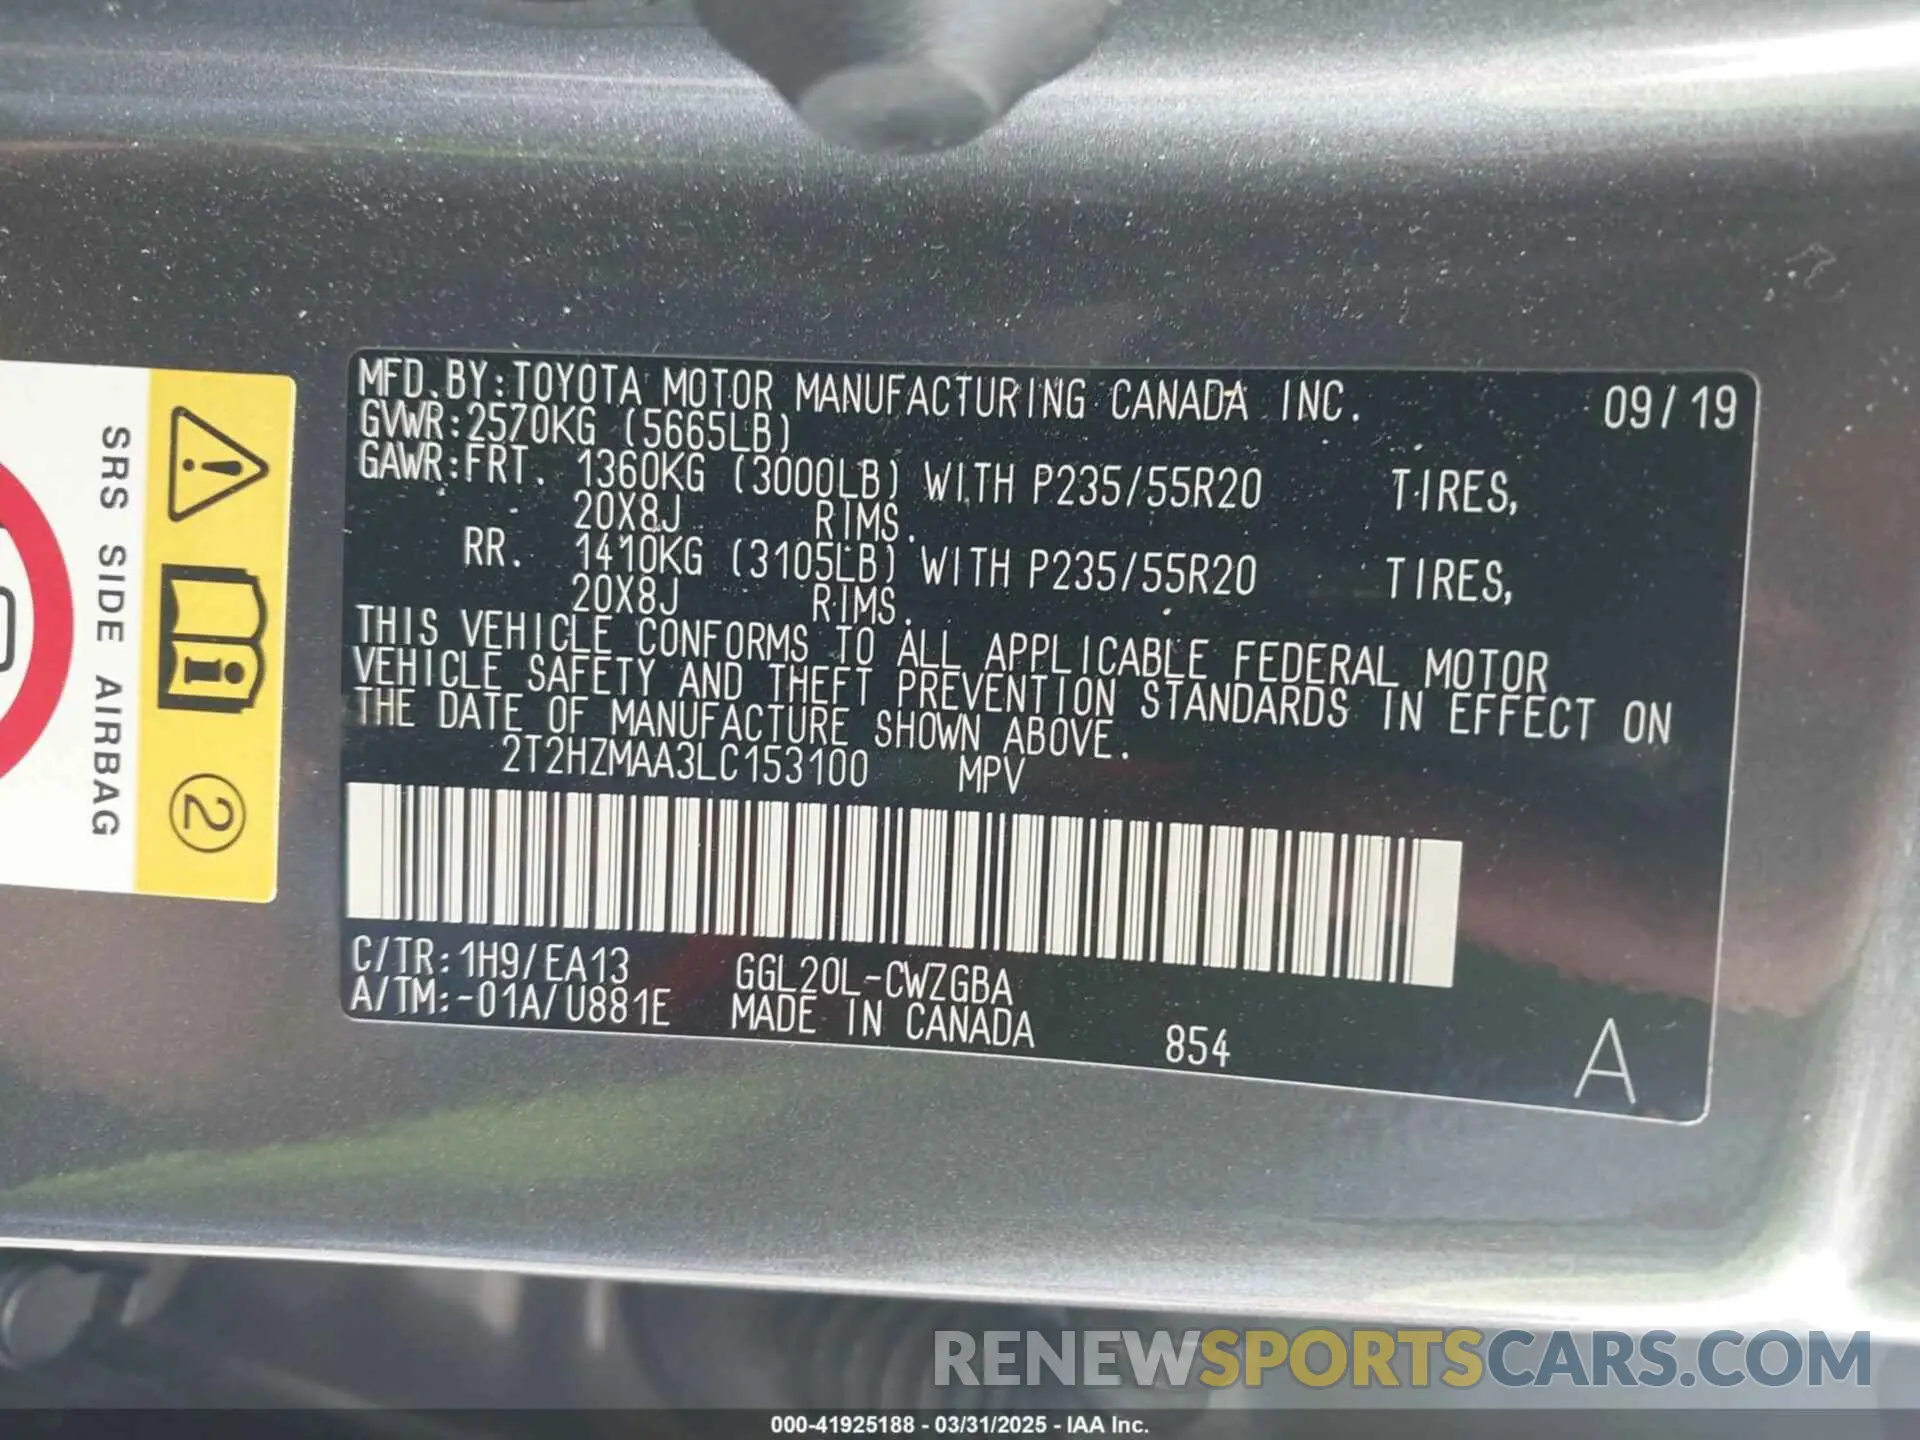 MFD.BY:TOYOTA MOTOR MANUFACTURING CANADA INC. 09/19
GVWR:2570KG (5665LB)
GAWR:FRT. 1360KG (3000LB) WITH P235/55R20 TIRES,
20X8J RIMS.
RR. 1410KG (3105LB) WITH P235/55R20 TIRES,
20X8J RIMS.
THIS VEHICLE CONFORMS TO ALL APPLICABLE FEDERAL MOTOR
VEHICLE SAFETY AND THEFT PREVENTION STANDARDS IN EFFECT ON
THE DATE OF MANUFACTURE SHOWN ABOVE.
2T2HZMAA3LC153100 MPV
C/TR:1H9/EA13 GGL20L-CWZGBA
A/TM:-01A/U881E MADE IN CANADA 854 A
SRS SIDE AIRBAG
2
RENEWSPORTSCARS.COM
000-41925188 - 03/31/2025 - IAA Inc.